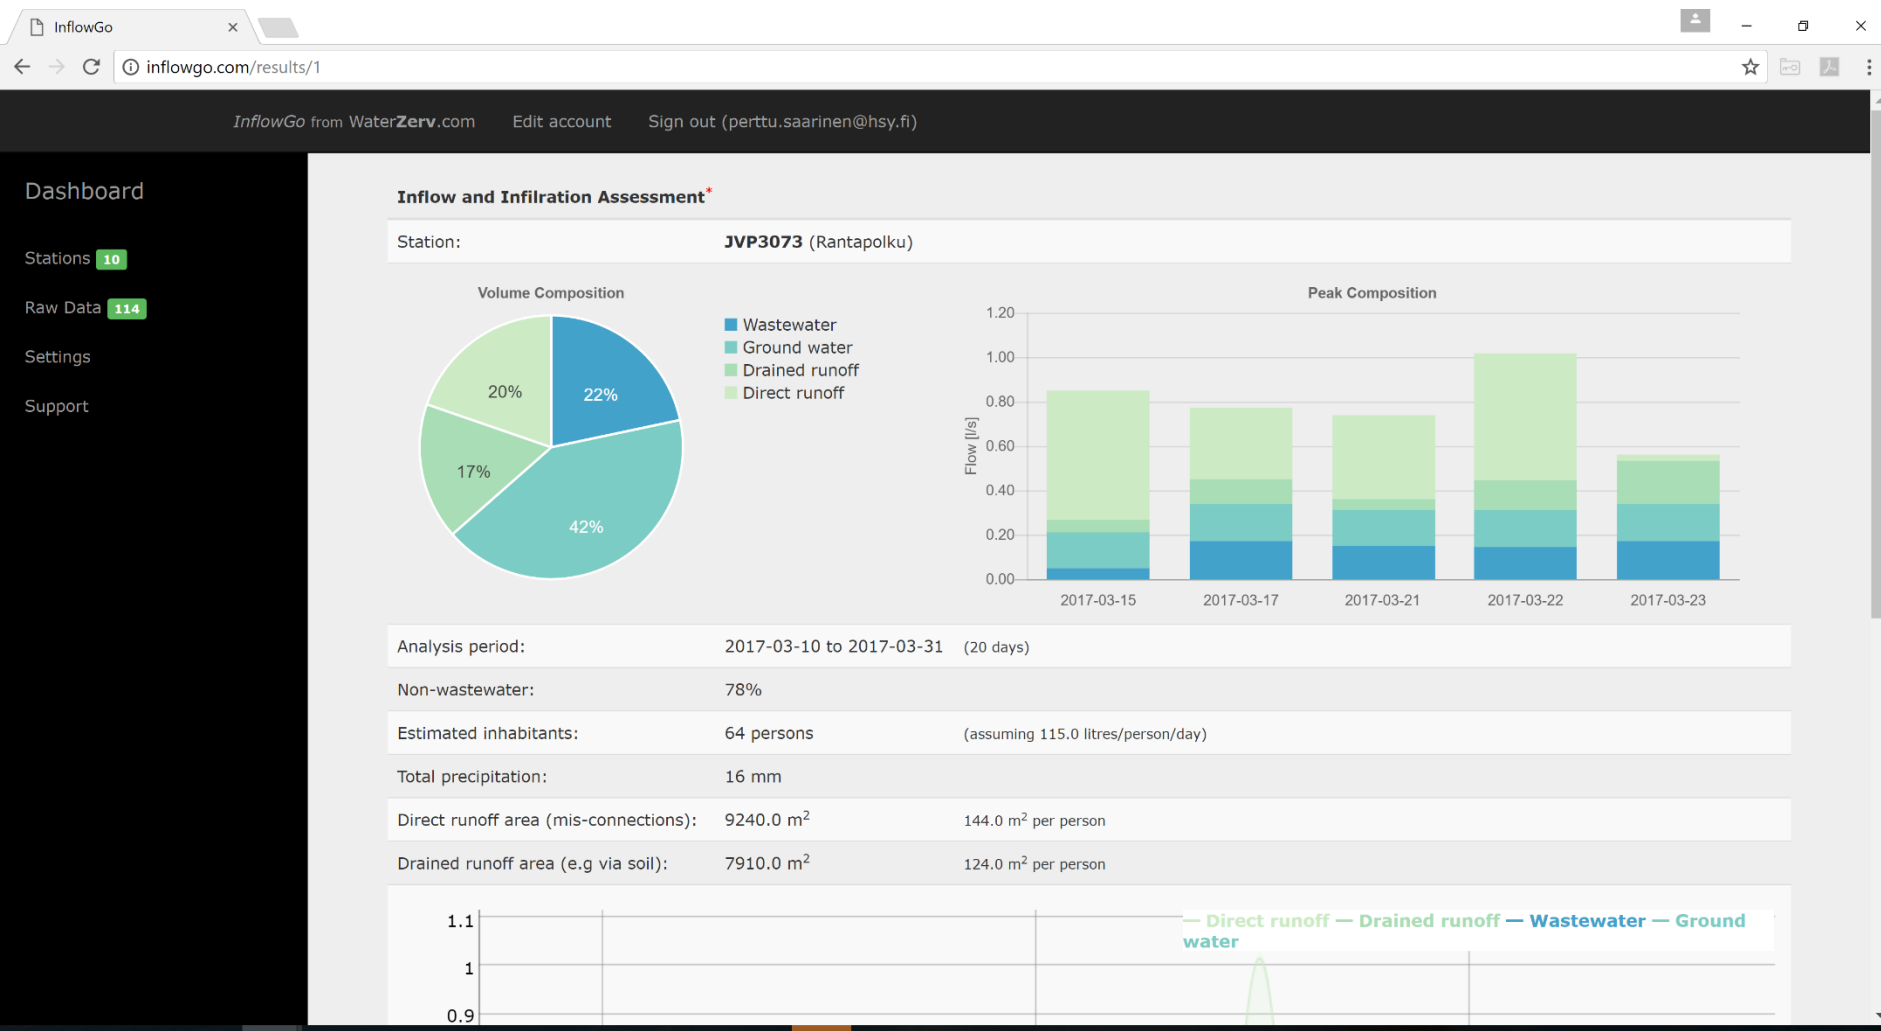 InflowGo
inflowgo.com/results/1
InflowGo from WaterZerv.com Edit account Sign out (perttu.saarinen@hsy.fi)
Dashboard
Stations 10
Raw Data 114
Settings
Support
Inflow and Infilration Assessment*
Station: JVP3073 (Rantapolku)
Volume Composition
20%
22%
17%
42%
Wastewater
Ground water
Drained runoff
Direct runoff
Peak Composition
Flow [l/s]
1.20
1.00
0.80
0.60
0.40
0.20
0.00
2017-03-15 2017-03-17 2017-03-21 2017-03-22 2017-03-23
Analysis period: 2017-03-10 to 2017-03-31 (20 days)
Non-wastewater: 78%
Estimated inhabitants: 64 persons (assuming 115.0 litres/person/day)
Total precipitation: 16 mm
Direct runoff area (mis-connections): 9240.0 m² 144.0 m² per person
Drained runoff area (e.g via soil): 7910.0 m² 124.0 m² per person
— Direct runoff — Drained runoff — Wastewater — Ground
water
1.1
1
0.9